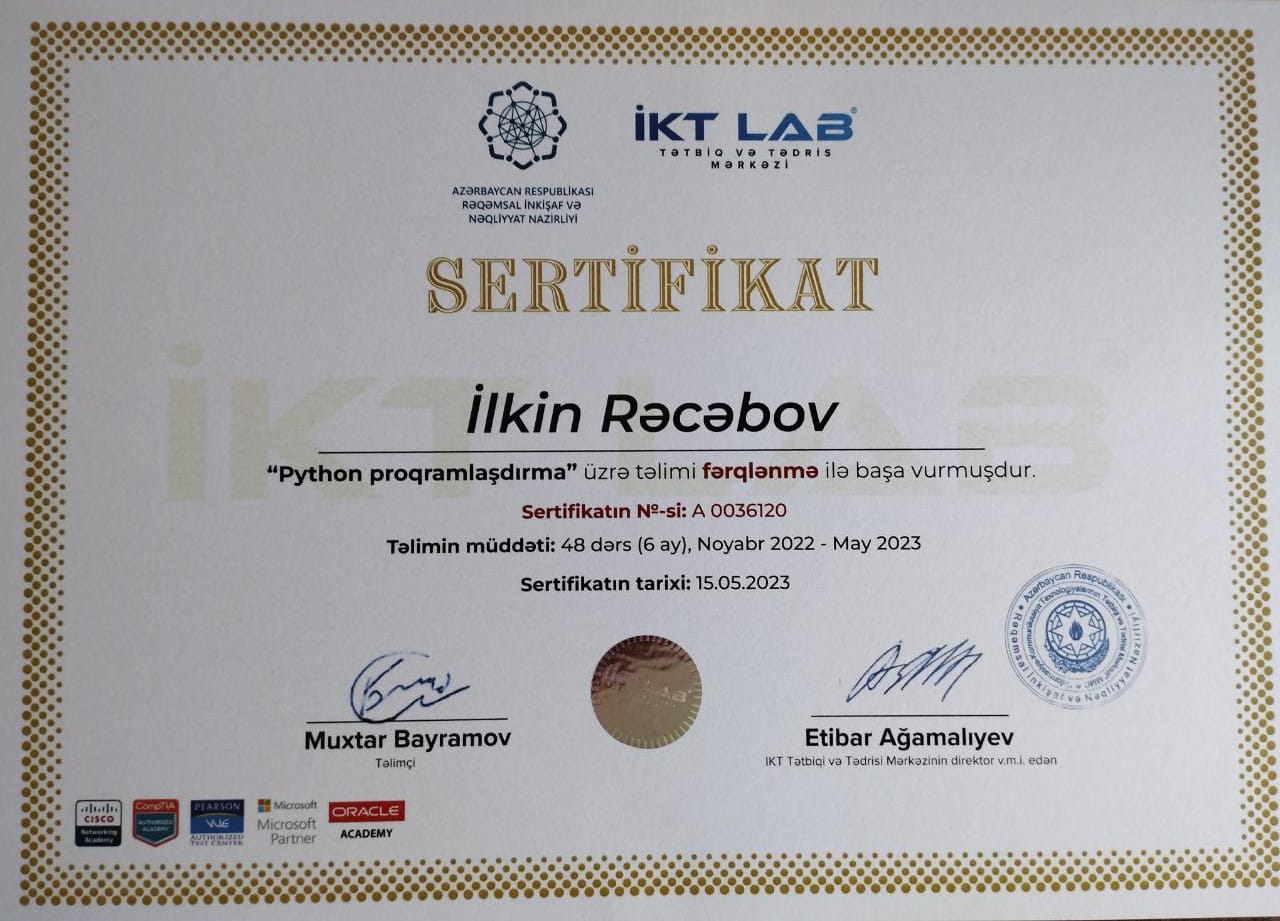 AZƏRBAYCAN RESPUBLİKASI
RƏQƏMSAL İNKİŞAF VƏ
NƏQLİYYAT NAZİRLİYİ
İKT LAB®
TƏTBİQ VƏ TƏDRİS
MƏRKƏZİ
SERTİFİKAT
İKT LAB
İlkin Rəcəbov
“Python proqramlaşdırma” üzrə təlimi fərqlənmə ilə başa vurmuşdur.
Sertifikatın №-si: A 0036120
Təlimin müddəti: 48 dərs (6 ay), Noyabr 2022 - May 2023
Sertifikatın tarixi: 15.05.2023
Azərbaycan Respublikası
Rəqəmsal İnkişaf və Nəqliyyat Nazirliyi
Muxtar Bayramov
Təlimçi
Etibar Ağamalıyev
IKT Tətbiqi və Tədrisi Mərkəzinin direktor v.m.i. edən
CISCO
Networking
Academy
CompTIA
AUTHORIZED
ACADEMY
PEARSON
VUE
AUTHORIZED
TEST CENTER
Microsoft
Microsoft
Partner
ORACLE
ACADEMY